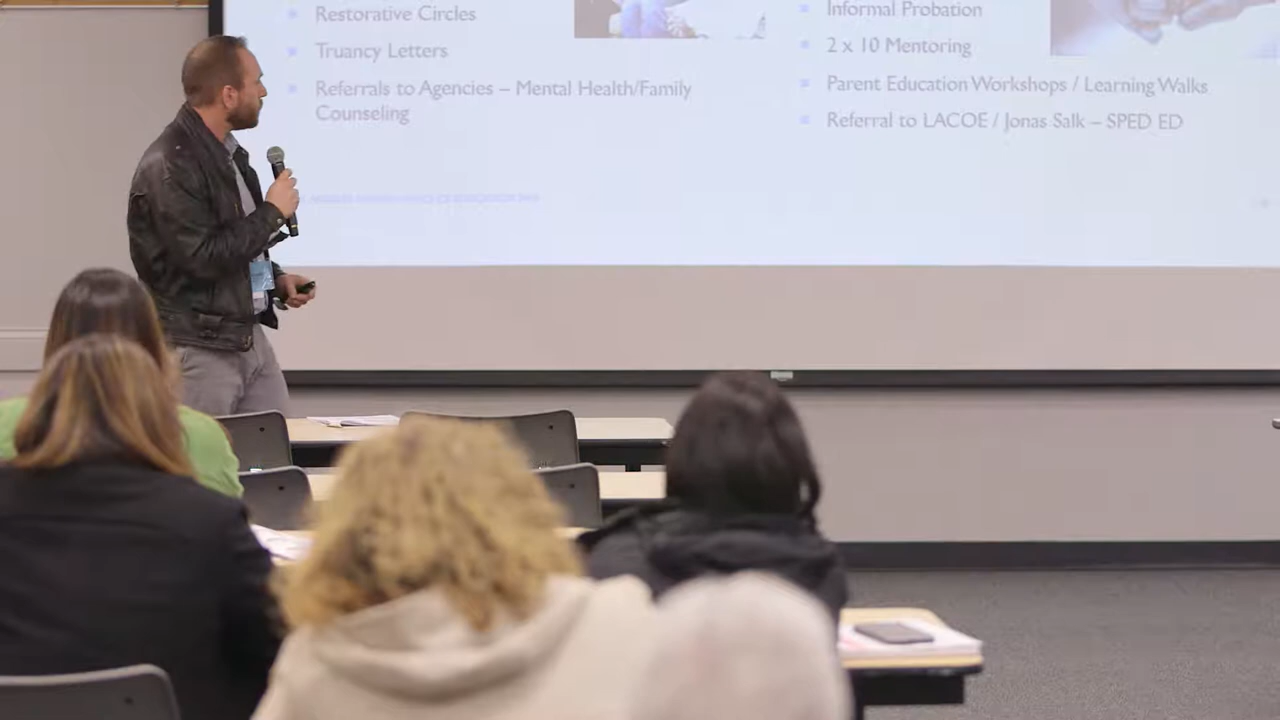 Restorative Circles
Truancy Letters
Referrals to Agencies – Mental Health/Family
Counseling
Informal Probation
2 x 10 Mentoring
Parent Education Workshops / Learning Walks
Referral to LACOE / Jonas Salk – SPED ED